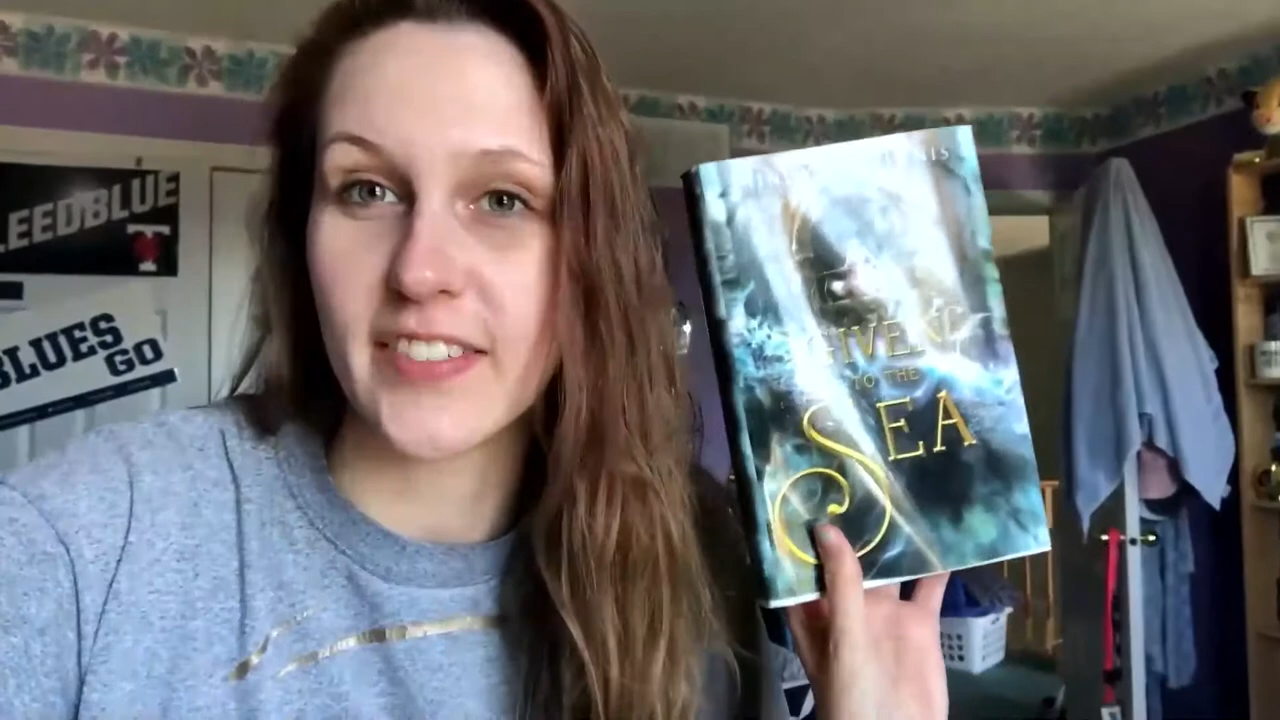 LEEDBLUE
BLUES
GO
GIVEN
TO THE
SEA